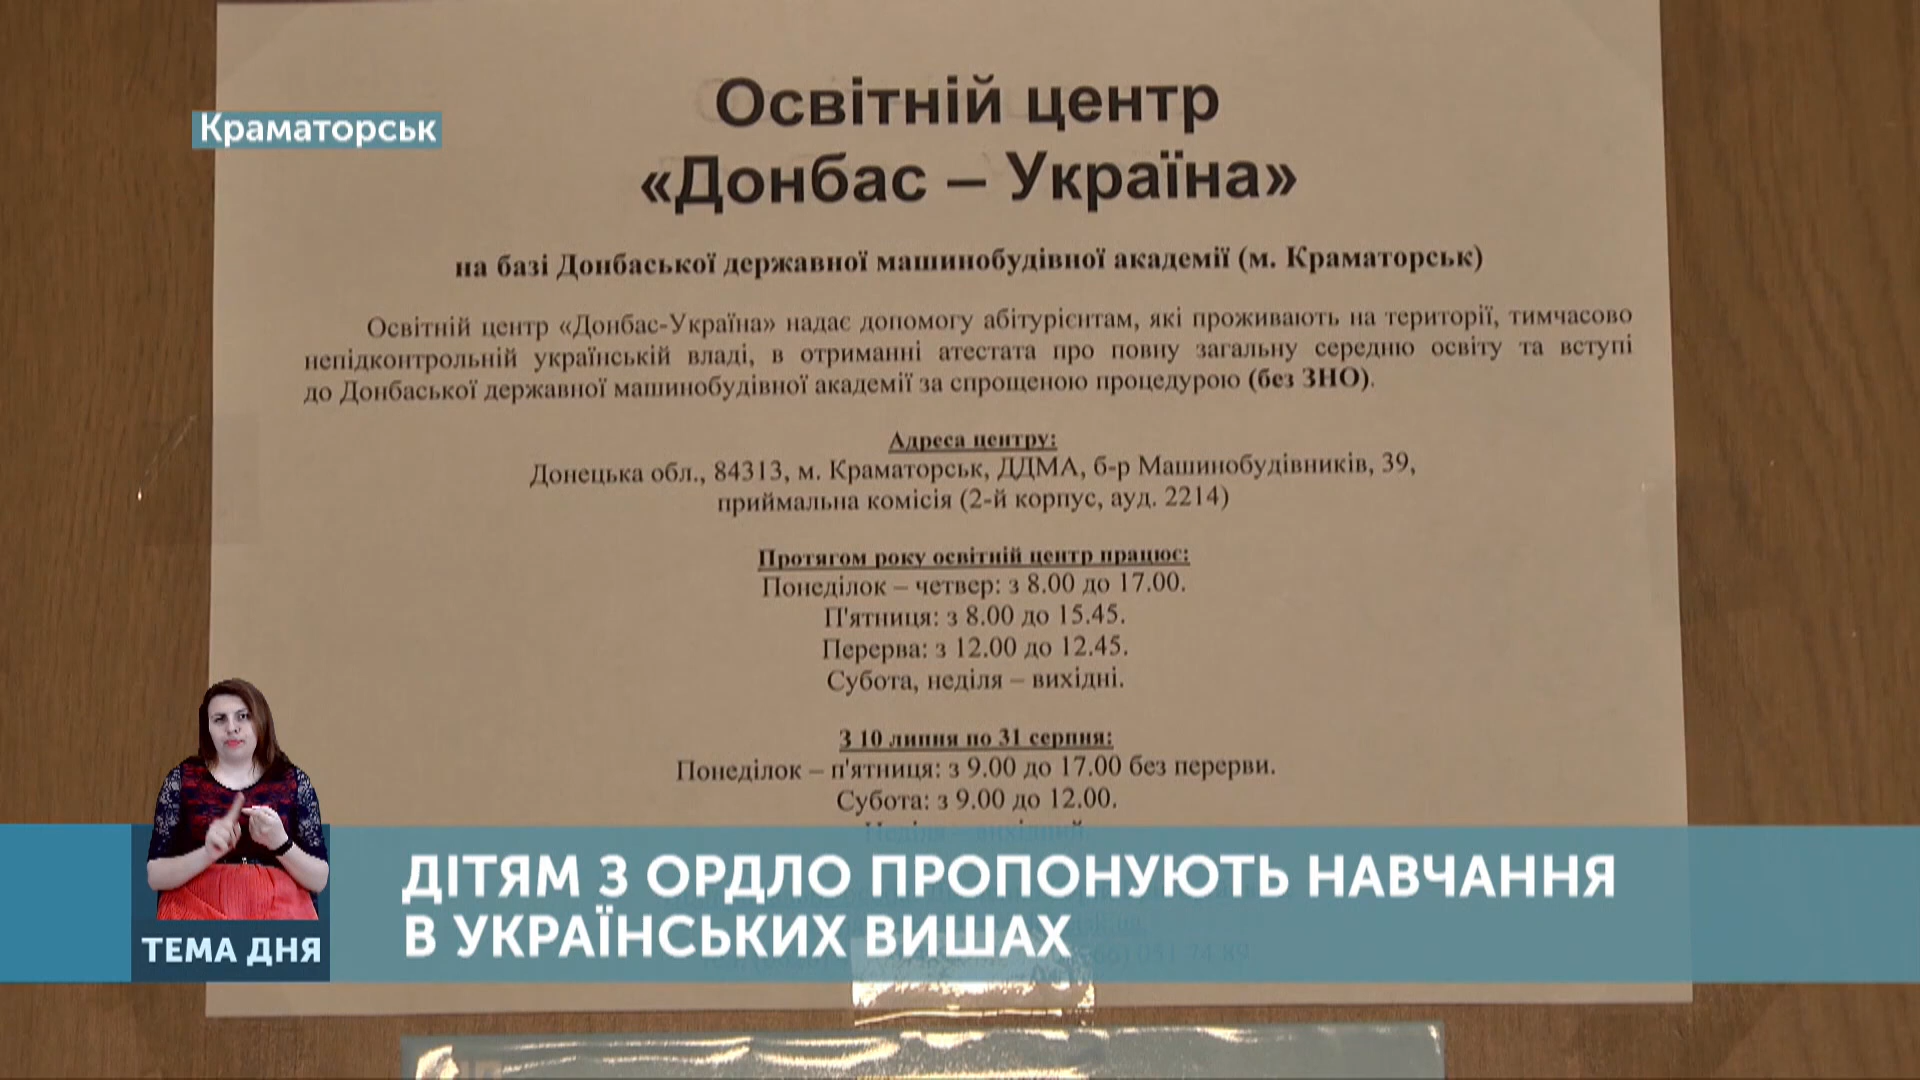 Краматорськ
Освітній центр
«Донбас – Україна»
на базі Донбаської державної машинобудівної академії (м. Краматорськ)
Освітній центр «Донбас-Україна» надає допомогу абітурієнтам, які проживають на території, тимчасово
непідконтрольній українській владі, в отриманні атестата про повну загальну середню освіту та вступі
до Донбаської державної машинобудівної академії за спрощеною процедурою (без ЗНО).
Адреса центру:
Донецька обл., 84313, м. Краматорськ, ДДМА, б-р Машинобудівників, 39,
приймальна комісія (2-й корпус, ауд. 2214)
Протягом року освітній центр працює:
Понеділок – четвер: з 8.00 до 17.00.
П'ятниця: з 8.00 до 15.45.
Перерва: з 12.00 до 12.45.
Субота, неділя – вихідні.
З 10 липня по 31 серпня:
Понеділок – п'ятниця: з 9.00 до 17.00 без перерви.
Субота: з 9.00 до 12.00.
Неділя – вихідний.
ДІТЯМ З ОРДЛО ПРОПОНУЮТЬ НАВЧАННЯ
В УКРАЇНСЬКИХ ВИШАХ
ТЕМА ДНЯ